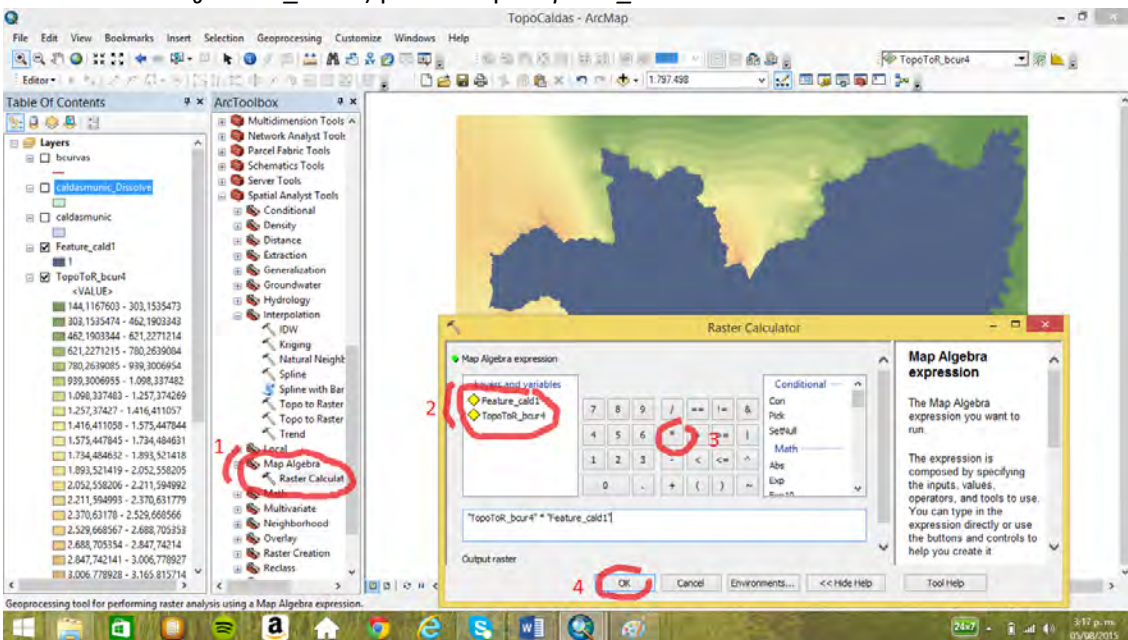 TopoCaldas - ArcMap
File Edit View Bookmarks Insert Selection Geoprocessing Customize Windows Help
TopoToR_bcur4
Editor
1:797.498
Table Of Contents
Layers
bcurvas
caldasmunic_Dissolve
caldasmunic
Feature_cald1
1
TopoToR_bcur4
<VALUE>
144,1167603 - 303,1535473
303,1535474 - 462,1903343
462,1903344 - 621,2271214
621,2271215 - 780,2639084
780,2639085 - 939,3006954
939,3006955 - 1.098,337482
1.098,337483 - 1.257,374269
1.257,37427 - 1.416,411057
1.416,411058 - 1.575,447844
1.575,447845 - 1.734,484631
1.734,484632 - 1.893,521418
1.893,521419 - 2.052,558205
2.052,558206 - 2.211,594992
2.211,594993 - 2.370,631779
2.370,63178 - 2.529,668566
2.529,668567 - 2.688,705353
2.688,705354 - 2.847,74214
2.847,742141 - 3.006,778927
3.006,778928 - 3.165,815714
ArcToolbox
Multidimension Tools
Network Analyst Tools
Parcel Fabric Tools
Schematics Tools
Server Tools
Spatial Analyst Tools
Conditional
Density
Distance
Extraction
Generalization
Groundwater
Hydrology
Interpolation
IDW
Kriging
Natural Neighb
Spline
Spline with Bar
Topo to Raster
Topo to Raster
Trend
Local
1
Map Algebra
Raster Calculat
Math
Multivariate
Neighborhood
Overlay
Raster Creation
Reclass
Raster Calculator
Map Algebra expression
Layers and variables
2
Feature_cald1
TopoToR_bcur4
7 8 9 / == != &
4 5 6 * 3 >= |
1 2 3 - < <= ^
0 . + ( ) ~
Conditional
Con
Pick
SetNull
Math
Abs
Exp
Exp10
"TopoToR_bcur4" * "Feature_cald1"
Output raster
4
OK Cancel Environments... << Hide Help Tool Help
Map Algebra
expression
The Map Algebra
expression you want to
run.
The expression is
composed by specifying
the inputs, values,
operators, and tools to use.
You can type in the
expression directly or use
the buttons and controls to
help you create it.
Geoprocessing tool for performing raster analysis using a Map Algebra expression.
24x7
3:17 p. m.
05/08/2015